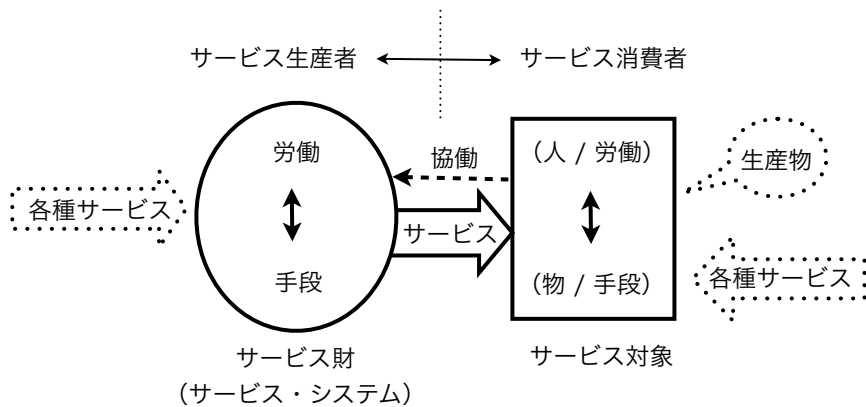 サービス生産者
サービス消費者
労働
協働
(人 / 労働)
生産物
各種サービス
サービス
手段
(物 / 手段)
各種サービス
サービス財
(サービス・システム)
サービス対象